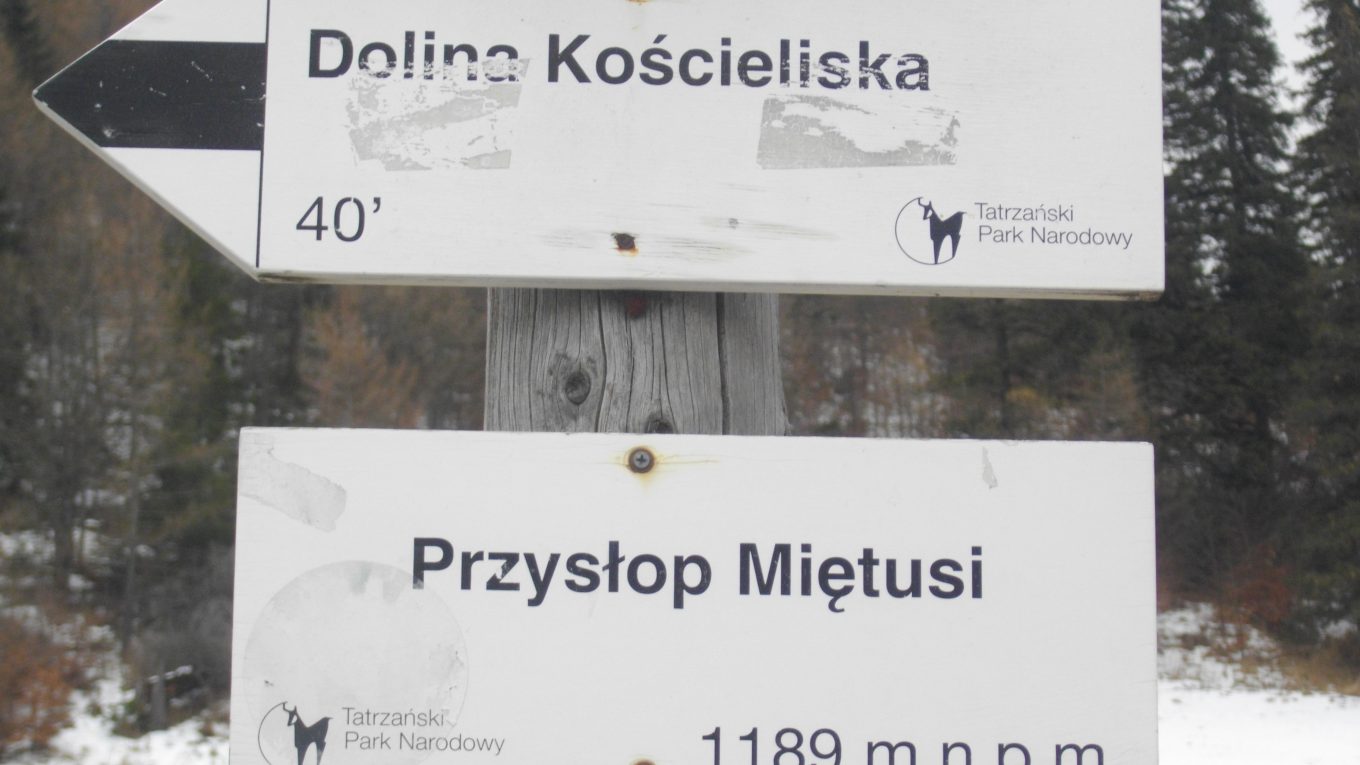 Dolina Kościeliska
40’
Tatrzański
Park Narodowy
Przysłop Miętusi
Tatrzański
Park Narodowy
1189 m n.p.m.